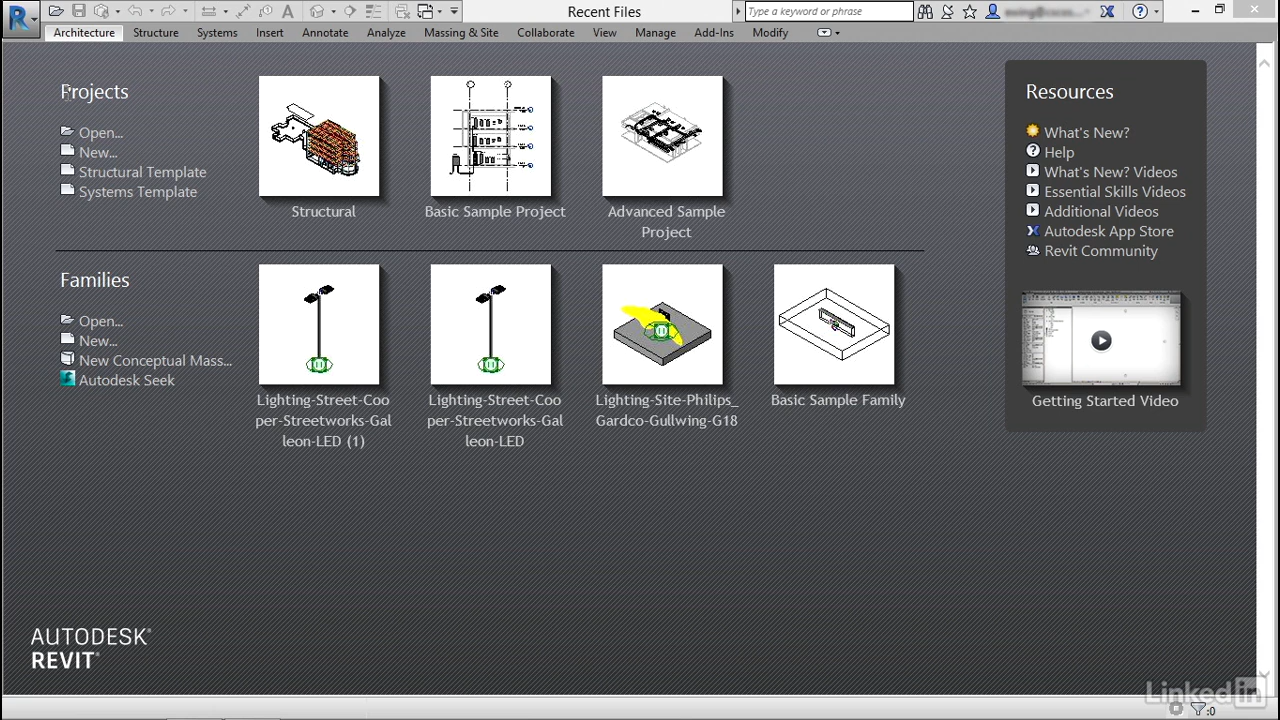 Recent Files
Type a keyword or phrase
Architecture Structure Systems Insert Annotate Analyze Massing & Site Collaborate View Manage Add-Ins Modify
Projects
Open...
New...
Structural Template
Systems Template
Structural
Basic Sample Project
Advanced Sample
Project
Families
Open...
New...
New Conceptual Mass...
Autodesk Seek
Lighting-Street-Coo
per-Streetworks-Gal
leon-LED (1)
Lighting-Street-Coo
per-Streetworks-Gal
leon-LED
Lighting-Site-Philips_
Gardco-Gullwing-G18
Basic Sample Family
Resources
What's New?
Help
What's New? Videos
Essential Skills Videos
Additional Videos
Autodesk App Store
Revit Community
Getting Started Video
AUTODESK®
REVIT®
LinkedIn
:0